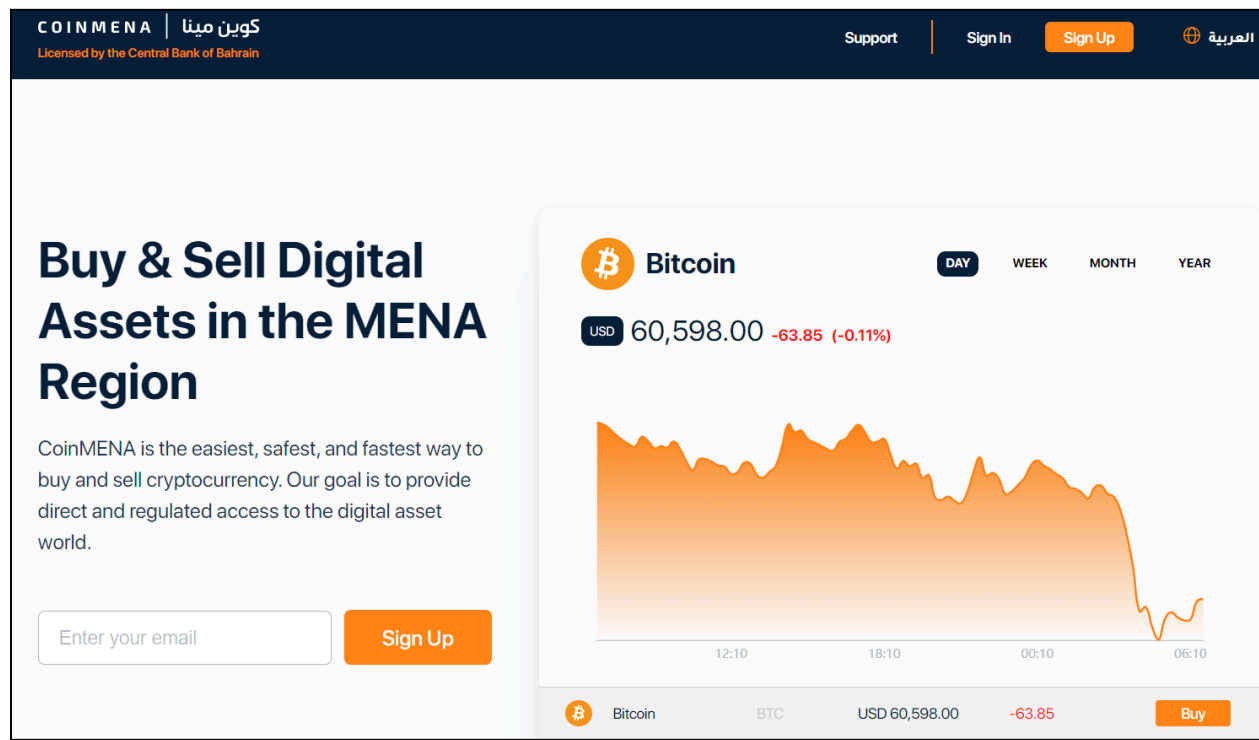 COINMENA | كوين مينا
Licensed by the Central Bank of Bahrain
Support
Sign In
Sign Up
العربية
Buy & Sell Digital
Assets in the MENA
Region
CoinMENA is the easiest, safest, and fastest way to
buy and sell cryptocurrency. Our goal is to provide
direct and regulated access to the digital asset
world.
Enter your email
Sign Up
Bitcoin
DAY WEEK MONTH YEAR
USD 60,598.00 -63.85 (-0.11%)
12:10 18:10 00:10 06:10
Bitcoin BTC USD 60,598.00 -63.85 Buy